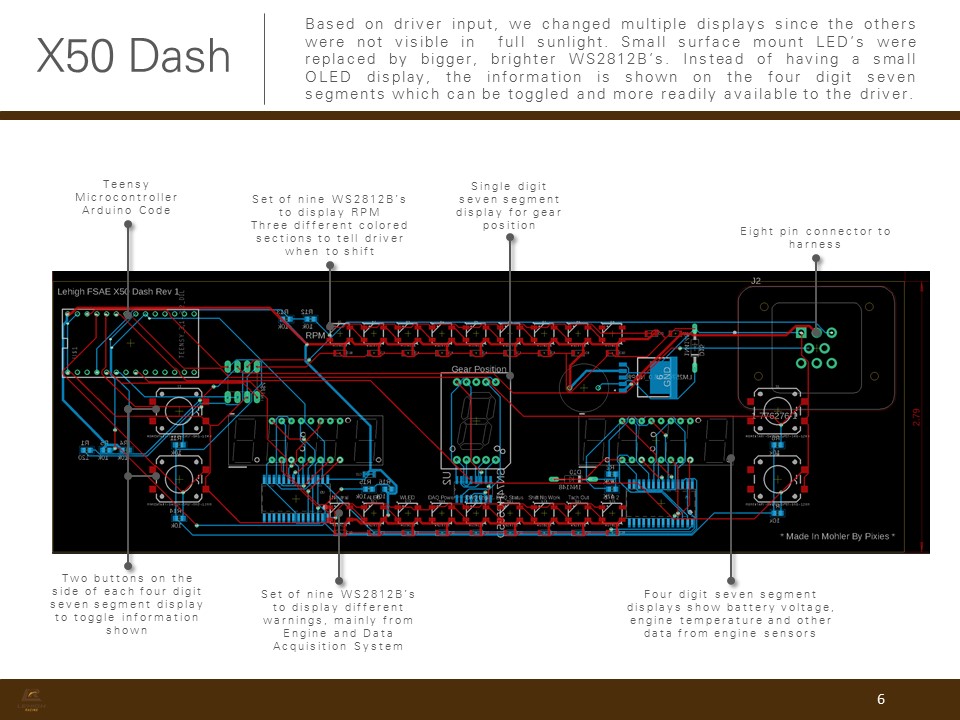 X50 Dash
Based on driver input, we changed multiple displays since the others
were not visible in full sunlight. Small surface mount LED's were
replaced by bigger, brighter WS2812B's. Instead of having a small
OLED display, the information is shown on the four digit seven
segments which can be toggled and more readily available to the driver.
Teensy
Microcontroller
Arduino Code
Set of nine WS2812B's
to display RPM
Three different colored
sections to tell driver
when to shift
Single digit
seven segment
display for gear
position
Eight pin connector to
harness
Lehigh FSAE X50 Dash Rev 1
J2
RPM
Gear Position
GND
776276-1
2.79
U2
WLED
DAQ Power
Status
Shift No Work
Tach Out
* Made In Mohler By Pixies *
Two buttons on the
side of each four digit
seven segment display
to toggle information
shown
Set of nine WS2812B's
to display different
warnings, mainly from
Engine and Data
Acquisition System
Four digit seven segment
displays show battery voltage,
engine temperature and other
data from engine sensors
6